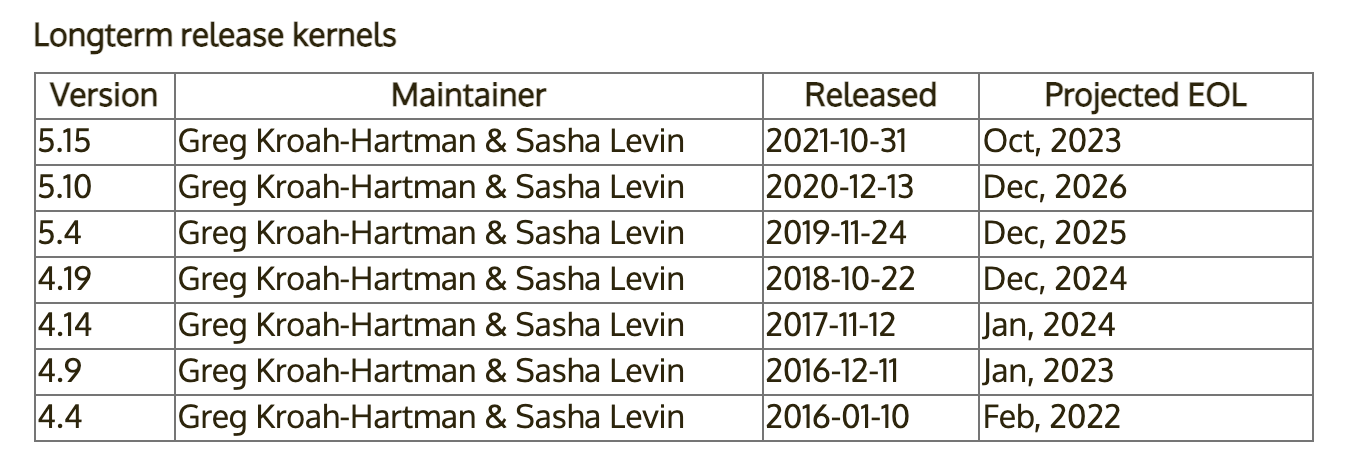 Longterm release kernels
Version Maintainer Released Projected EOL
5.15 Greg Kroah-Hartman & Sasha Levin 2021-10-31 Oct, 2023
5.10 Greg Kroah-Hartman & Sasha Levin 2020-12-13 Dec, 2026
5.4 Greg Kroah-Hartman & Sasha Levin 2019-11-24 Dec, 2025
4.19 Greg Kroah-Hartman & Sasha Levin 2018-10-22 Dec, 2024
4.14 Greg Kroah-Hartman & Sasha Levin 2017-11-12 Jan, 2024
4.9 Greg Kroah-Hartman & Sasha Levin 2016-12-11 Jan, 2023
4.4 Greg Kroah-Hartman & Sasha Levin 2016-01-10 Feb, 2022